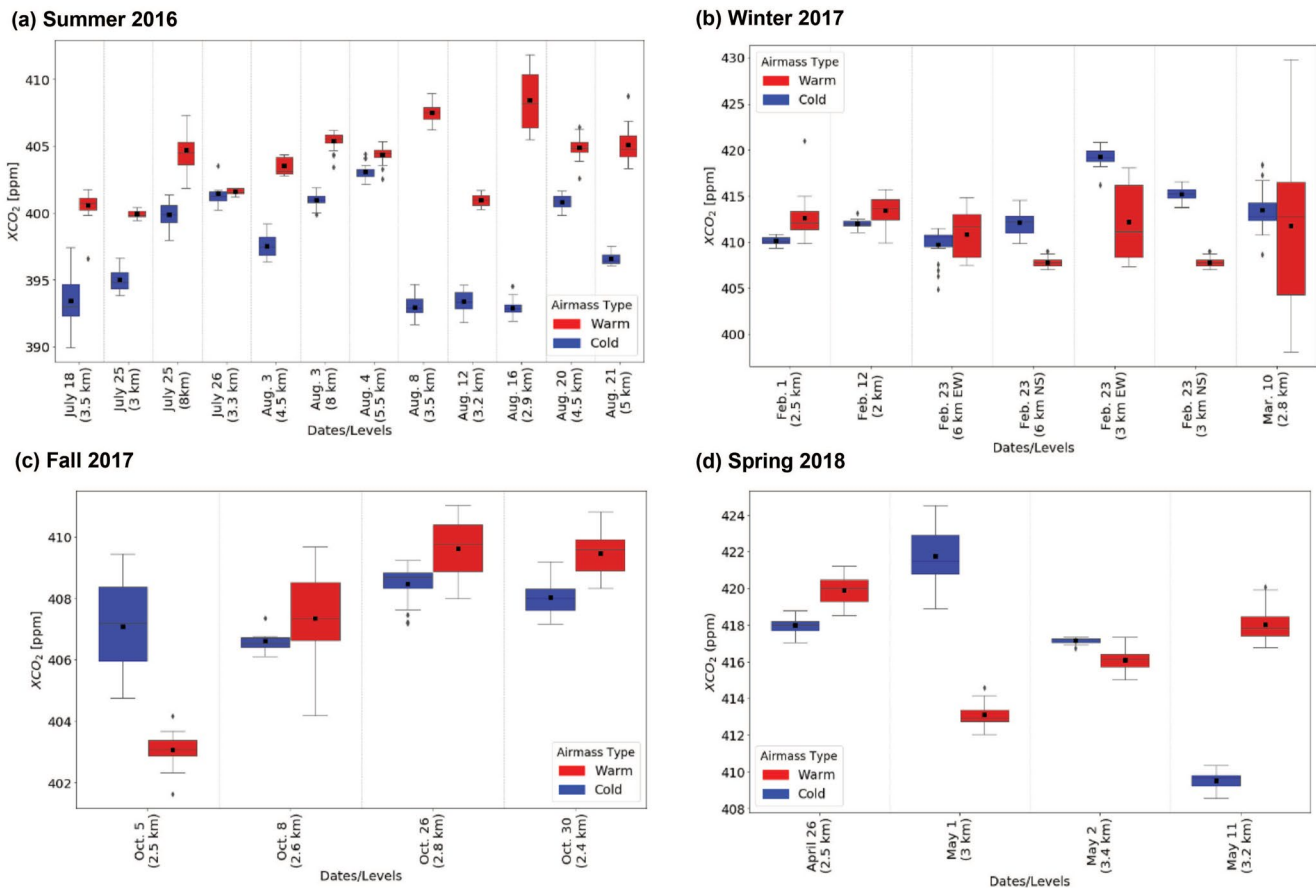 (a) Summer 2016
XCO2 [ppm]
410
405
400
395
390
Airmass Type
Warm
Cold
July 18
(3.5 km)
July 25
(3 km)
July 25
(8km)
July 26
(3.3 km)
Aug. 3
(4.5 km)
Aug. 3
(8 km)
Aug. 4
(5.5 km)
Aug. 8
(3.5 km)
Aug. 12
(3.2 km)
Aug. 16
(2.9 km)
Aug. 20
(4.5 km)
Aug. 21
(5 km)
Dates/Levels
(b) Winter 2017
XCO2 [ppm]
430
425
420
415
410
405
400
Airmass Type
Warm
Cold
Feb. 1
(2.5 km)
Feb. 12
(2 km)
Feb. 23
(6 km EW)
Feb. 23
(6 km NS)
Feb. 23
(3 km EW)
Feb. 23
(3 km NS)
Mar. 10
(2.8 km)
Dates/Levels
(c) Fall 2017
XCO2 [ppm]
410
408
406
404
402
Airmass Type
Warm
Cold
Oct. 5
(2.5 km)
Oct. 8
(2.6 km)
Oct. 26
(2.8 km)
Oct. 30
(2.4 km)
Dates/Levels
(d) Spring 2018
XCO2 (ppm)
424
422
420
418
416
414
412
410
408
Airmass Type
Warm
Cold
April 26
(2.5 km)
May 1
(3 km)
May 2
(3.4 km)
May 11
(3.2 km)
Dates/Levels